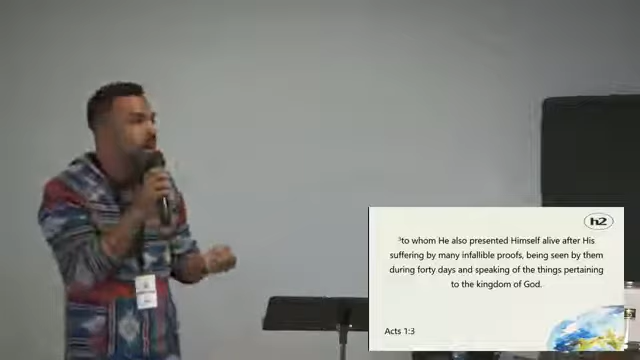 h2
³to whom He also presented Himself alive after His
suffering by many infallible proofs, being seen by them
during forty days and speaking of the things pertaining
to the kingdom of God.
Acts 1:3